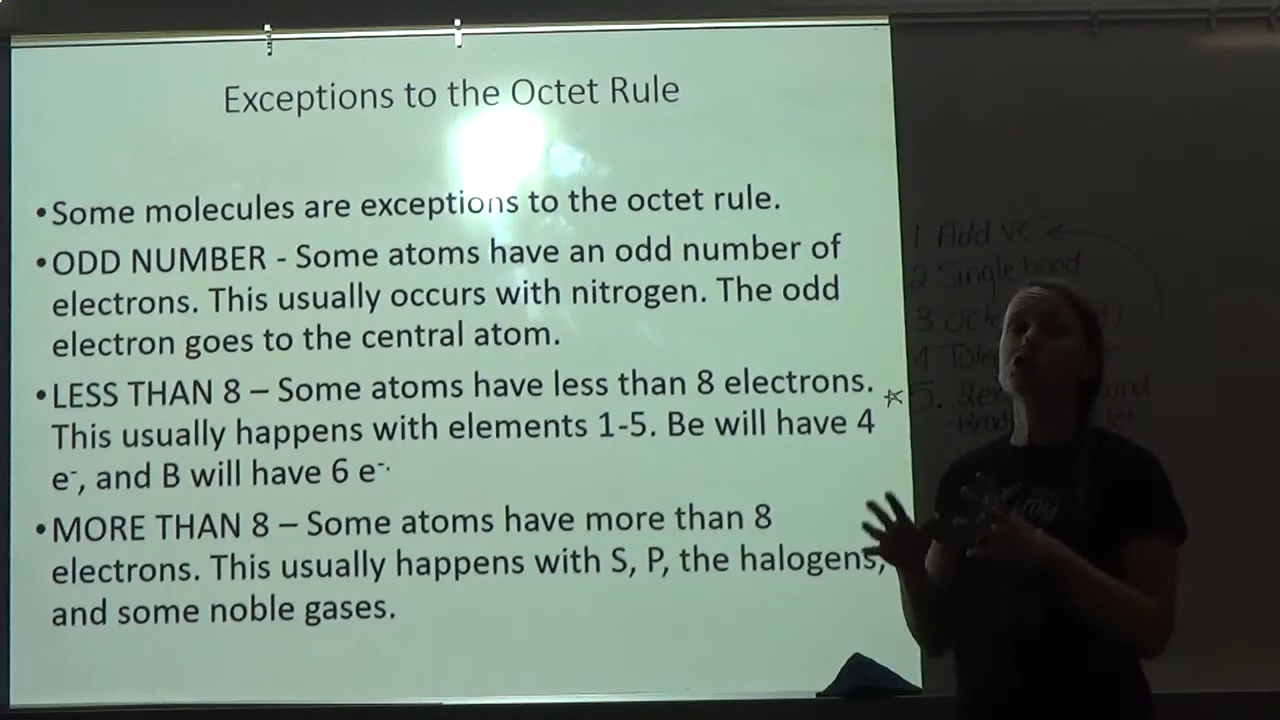 Exceptions to the Octet Rule
•Some molecules are exceptions to the octet rule.
•ODD NUMBER - Some atoms have an odd number of
electrons. This usually occurs with nitrogen. The odd
electron goes to the central atom.
•LESS THAN 8 – Some atoms have less than 8 electrons.
This usually happens with elements 1-5. Be will have 4
e⁻, and B will have 6 e⁻.
•MORE THAN 8 – Some atoms have more than 8
electrons. This usually happens with S, P, the halogens,
and some noble gases.
1 Add ve⁻
2 Single bond
3
4
5.